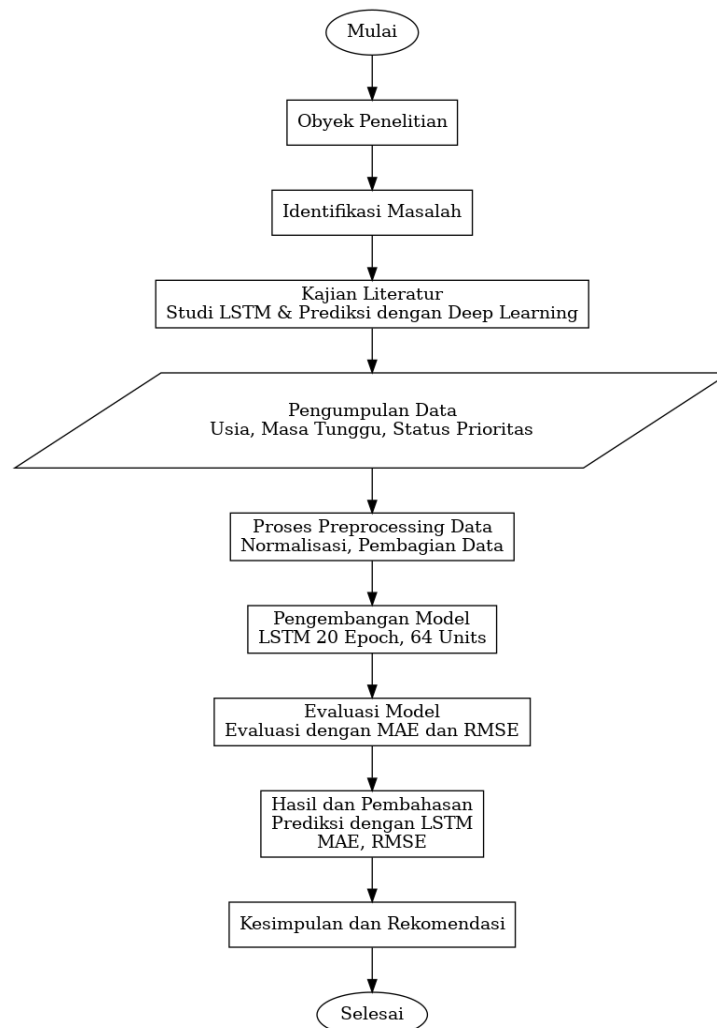 Mulai
Obyek Penelitian
Identifikasi Masalah
Kajian Literatur
Studi LSTM & Prediksi dengan Deep Learning
Pengumpulan Data
Usia, Masa Tunggu, Status Prioritas
Proses Preprocessing Data
Normalisasi, Pembagian Data
Pengembangan Model
LSTM 20 Epoch, 64 Units
Evaluasi Model
Evaluasi dengan MAE dan RMSE
Hasil dan Pembahasan
Prediksi dengan LSTM
MAE, RMSE
Kesimpulan dan Rekomendasi
Selesai